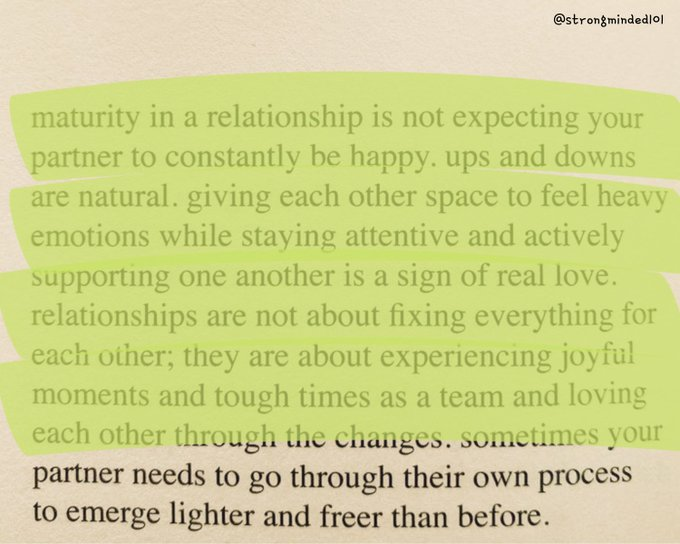 @strongminded101
maturity in a relationship is not expecting your
partner to constantly be happy. ups and downs
are natural. giving each other space to feel heavy
emotions while staying attentive and actively
supporting one another is a sign of real love.
relationships are not about fixing everything for
each other; they are about experiencing joyful
moments and tough times as a team and loving
each other through the changes. sometimes your
partner needs to go through their own process
to emerge lighter and freer than before.